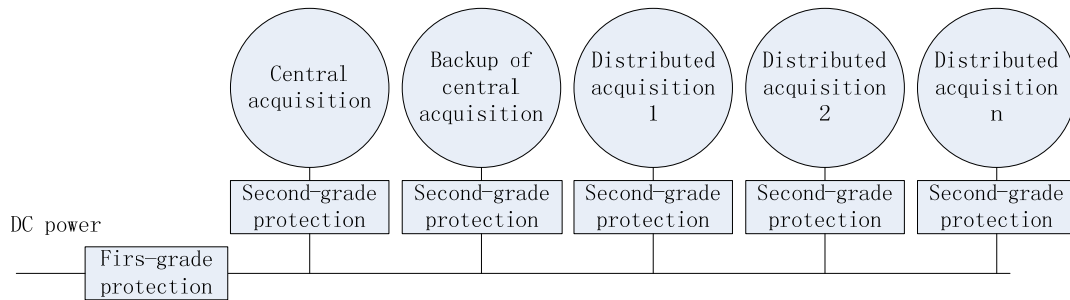 Central
acquisition
Backup of
central
acquisition
Distributed
acquisition
1
Distributed
acquisition
2
Distributed
acquisition
n
Second-grade
protection
Second-grade
protection
Second-grade
protection
Second-grade
protection
Second-grade
protection
DC power
Firs-grade
protection